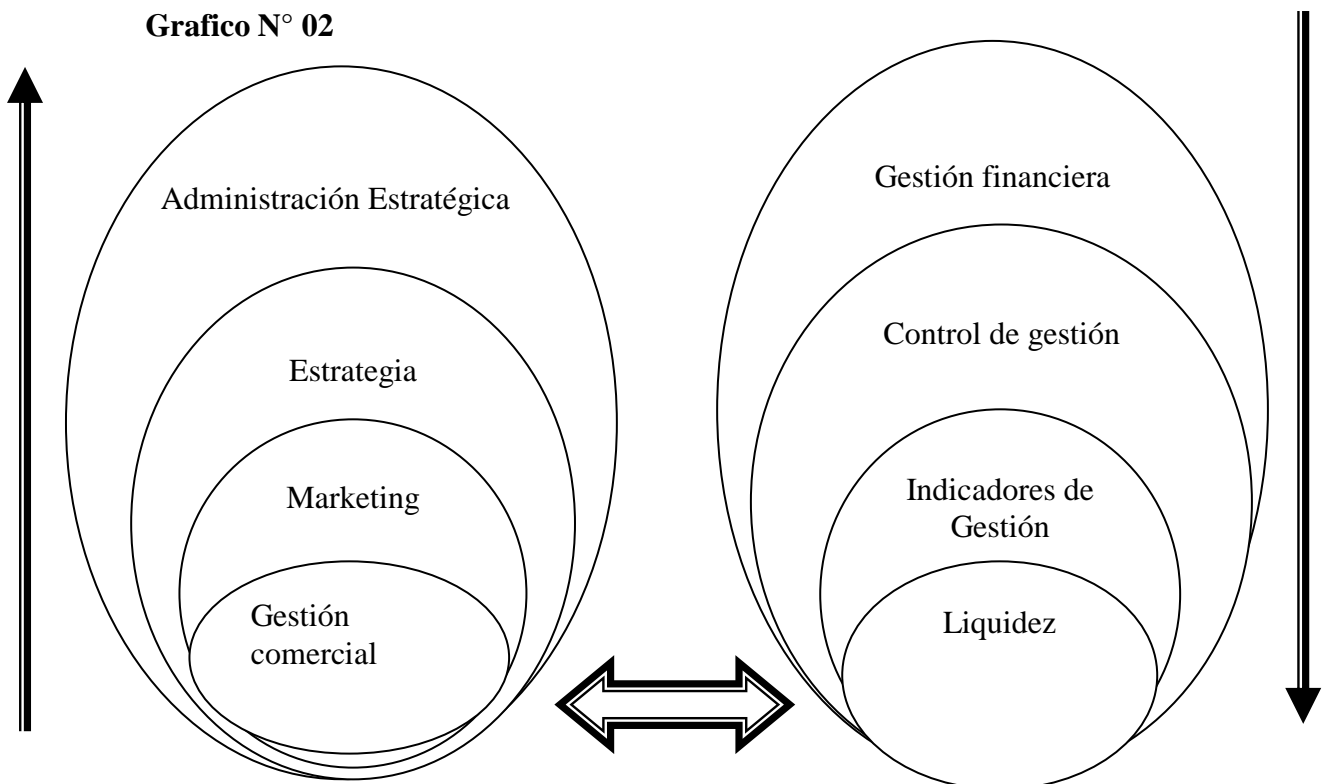 Grafico N° 02
Administración Estratégica
Estrategia
Marketing
Gestión
comercial
Gestión financiera
Control de gestión
Indicadores de
Gestión
Liquidez